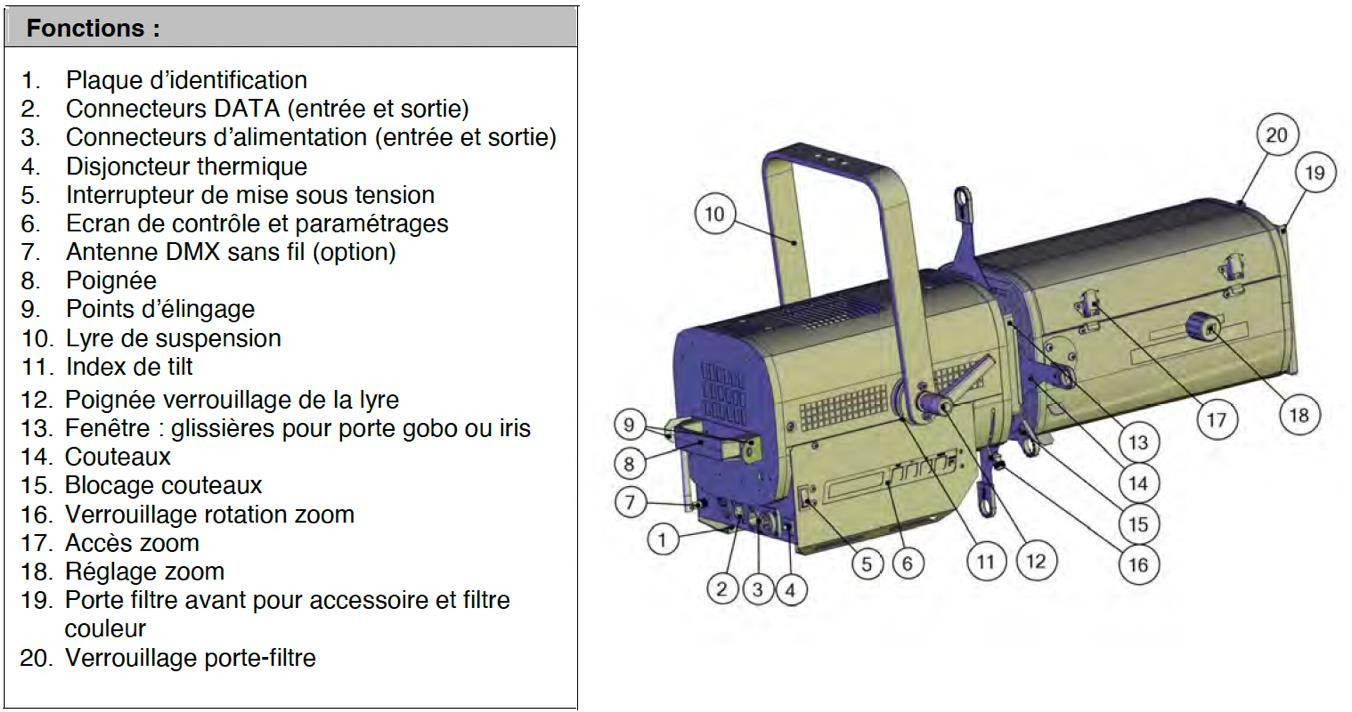 Fonctions :
1. Plaque d'identification
2. Connecteurs DATA (entrée et sortie)
3. Connecteurs d'alimentation (entrée et sortie)
4. Disjoncteur thermique
5. Interrupteur de mise sous tension
6. Ecran de contrôle et paramétrages
7. Antenne DMX sans fil (option)
8. Poignée
9. Points d'élingage
10. Lyre de suspension
11. Index de tilt
12. Poignée verrouillage de la lyre
13. Fenêtre : glissières pour porte gobo ou iris
14. Couteaux
15. Blocage couteaux
16. Verrouillage rotation zoom
17. Accès zoom
18. Réglage zoom
19. Porte filtre avant pour accessoire et filtre
couleur
20. Verrouillage porte-filtre
20
19
10
9
8
7
1
2
3
4
5
6
11
12
13
14
15
16
17
18